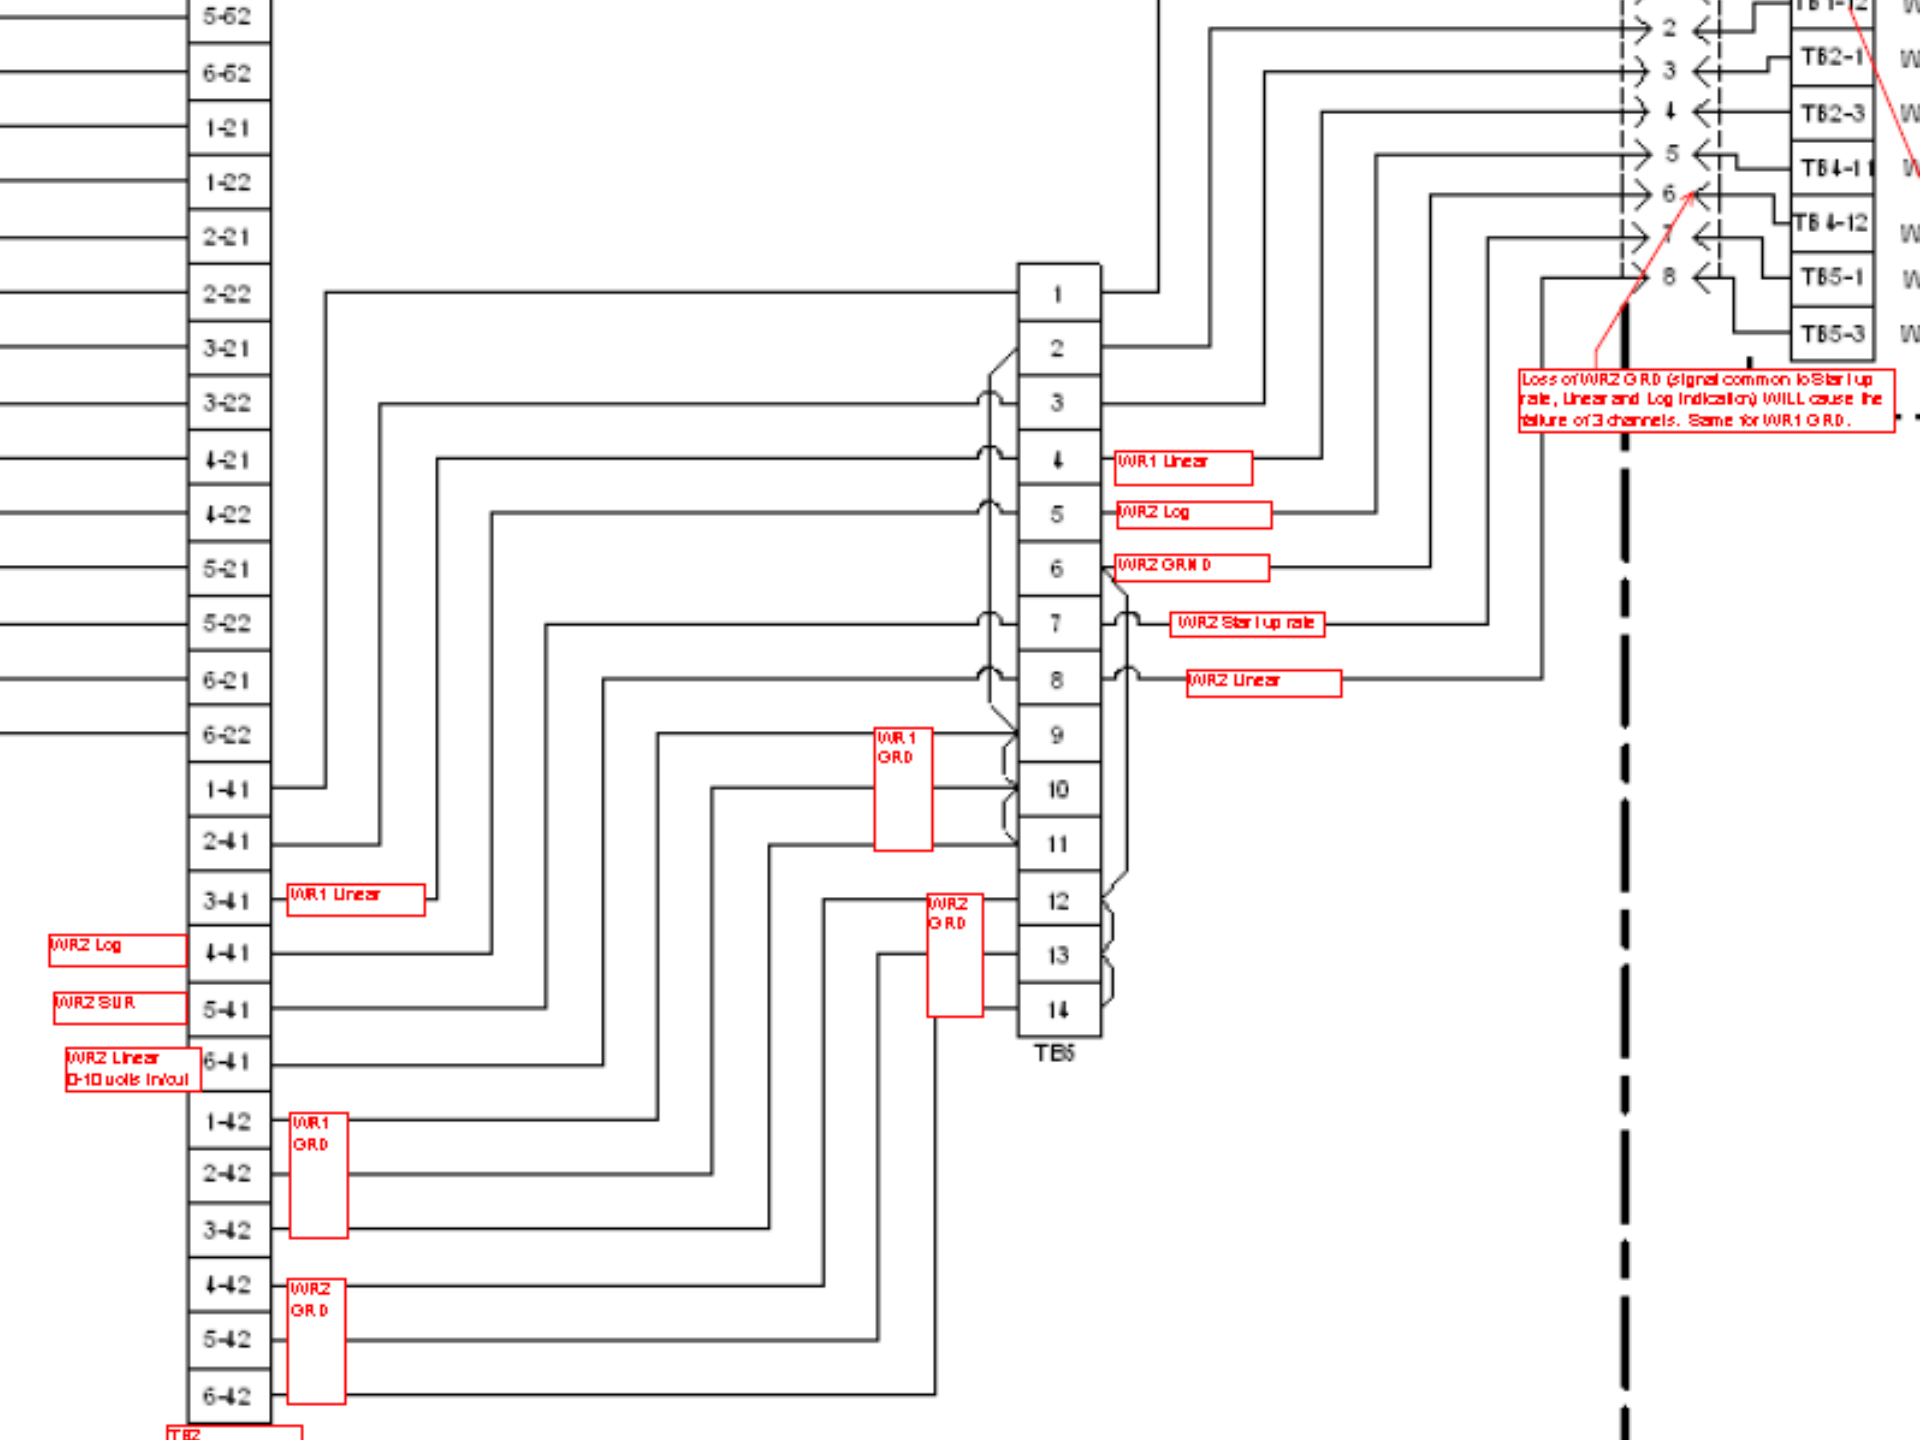 5-52
6-52
1-21
1-22
2-21
2-22
3-21
3-22
4-21
4-22
5-21
5-22
6-21
6-22
1-41
2-41
3-41
4-41
5-41
6-41
1-42
2-42
3-42
4-42
5-42
6-42
TB2
WR1 Linear
WR2 Log
WR2 SUR
WR2 Linear
0-10 volts in/out
WR1
GRD
WR2
GRD
WR1
GRD
WR2
GRD
1
2
3
4
5
6
7
8
9
10
11
12
13
14
TB5
WR1 Linear
WR2 Log
WR2 GRND
WR2 Start up rate
WR2 Linear
2
3
4
5
6
7
8
TB1-12
TB2-1
TB2-3
TB4-11
TB4-12
TB5-1
TB5-3
Loss of WR2 GRD (signal common to Start up
rate, Linear and Log indication) WILL cause the
failure of 3 channels. Same for WR1 GRD.